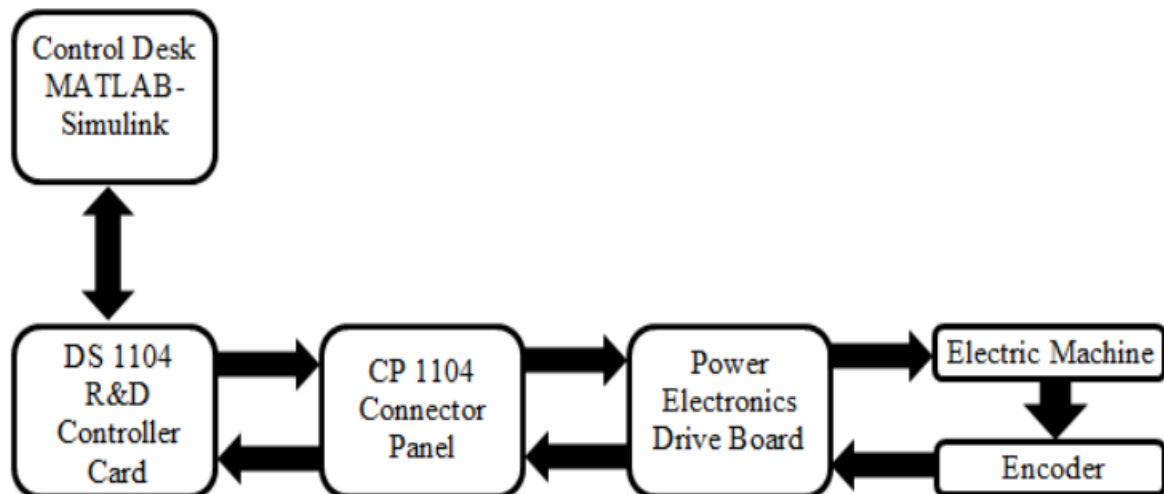 Control Desk
MATLAB-
Simulink
DS 1104
R&D
Controller
Card
CP 1104
Connector
Panel
Power
Electronics
Drive Board
Electric Machine
Encoder